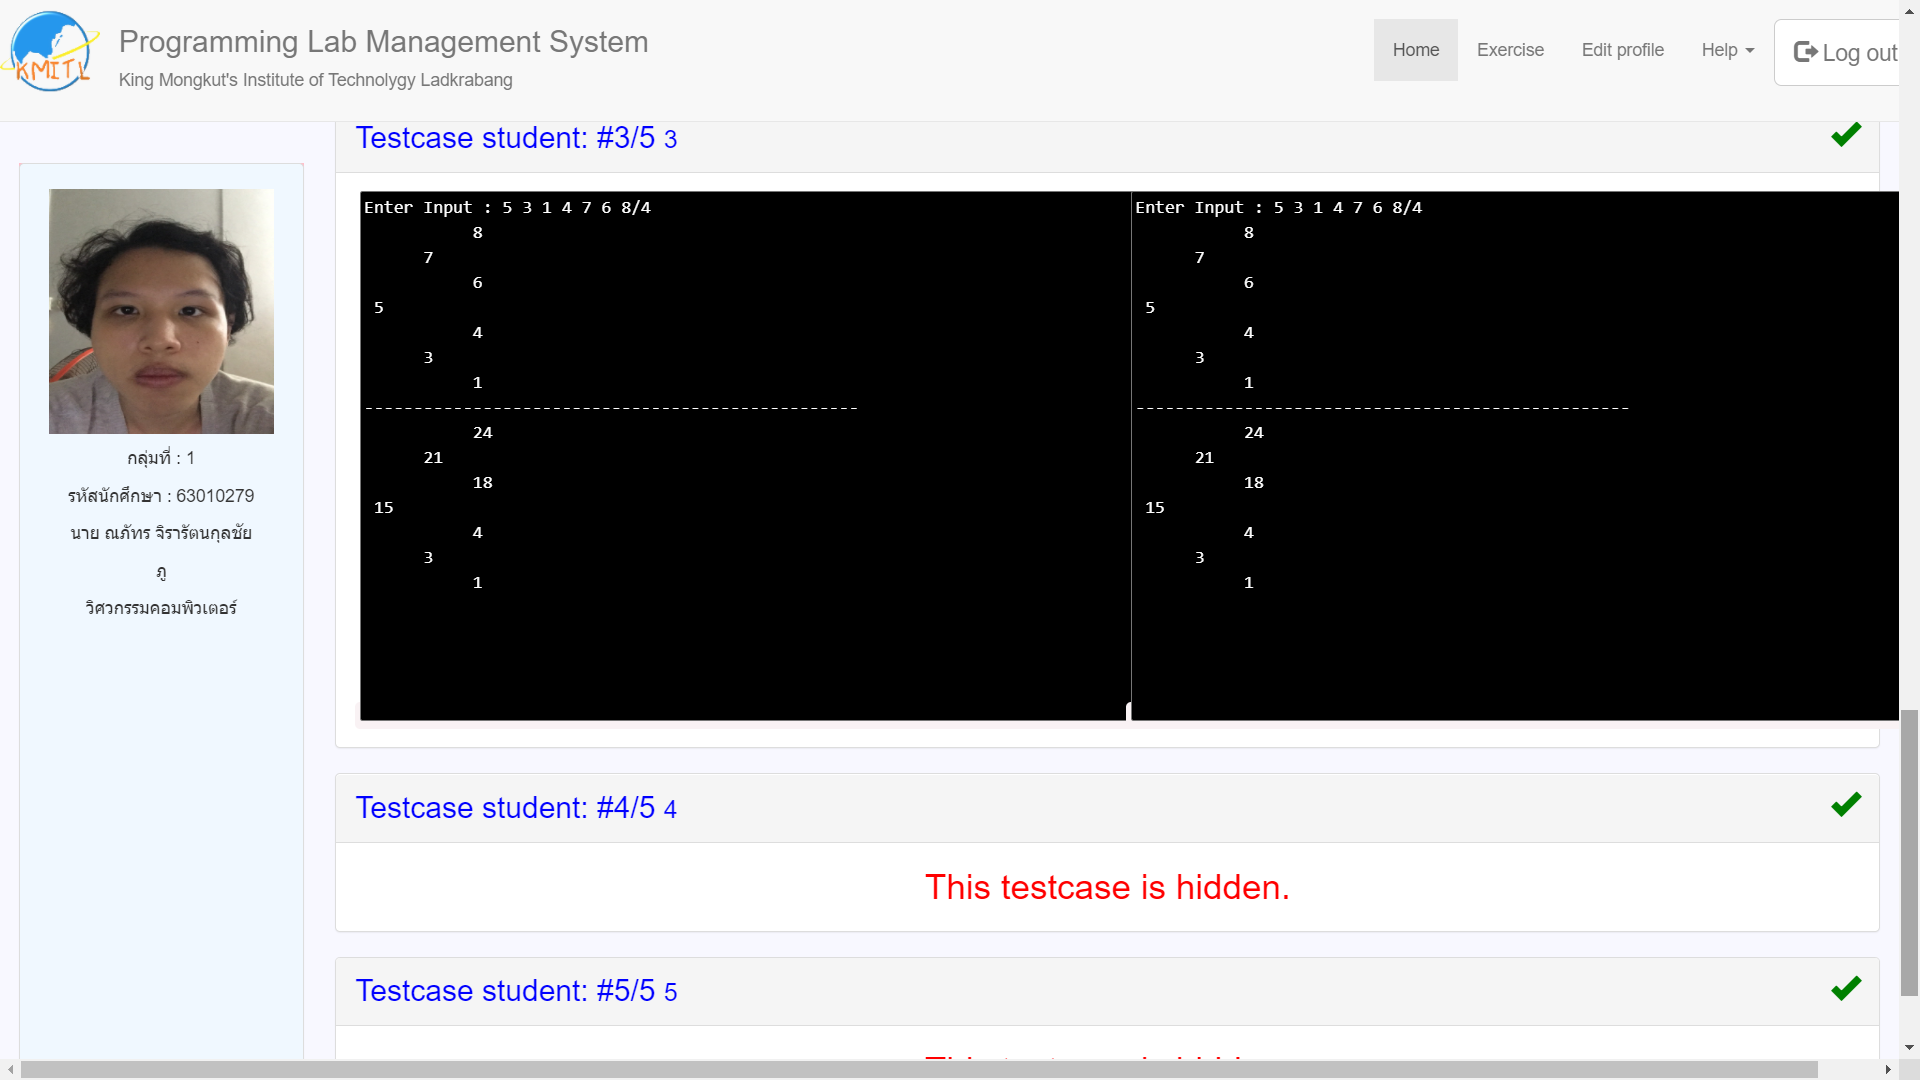 KMITL
Programming Lab Management System
King Mongkut's Institute of Technolygy Ladkrabang
Home
Exercise
Edit profile
Help
Log out
กลุ่มที่ : 1
รหัสนักศึกษา : 63010279
นาย ณภัทร จิรารัตนกุลชัย
ภู
วิศวกรรมคอมพิวเตอร์
Testcase student: #3/5 3
Enter Input : 5 3 1 4 7 6 8/4
8
7
6
5
4
3
1
--------------------------------------------------
24
21
18
15
4
3
1
Enter Input : 5 3 1 4 7 6 8/4
8
7
6
5
4
3
1
--------------------------------------------------
24
21
18
15
4
3
1
Testcase student: #4/5 4
This testcase is hidden.
Testcase student: #5/5 5